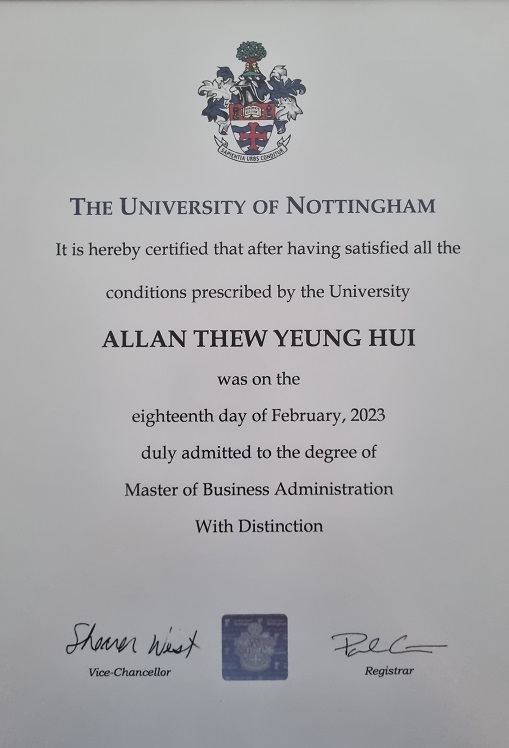 SAPIENTIA URBS CONDITUR
THE UNIVERSITY OF NOTTINGHAM
It is hereby certified that after having satisfied all the
conditions prescribed by the University
ALLAN THEW YEUNG HUI
was on the
eighteenth day of February, 2023
duly admitted to the degree of
Master of Business Administration
With Distinction
Shearer West
Vice-Chancellor
Registrar